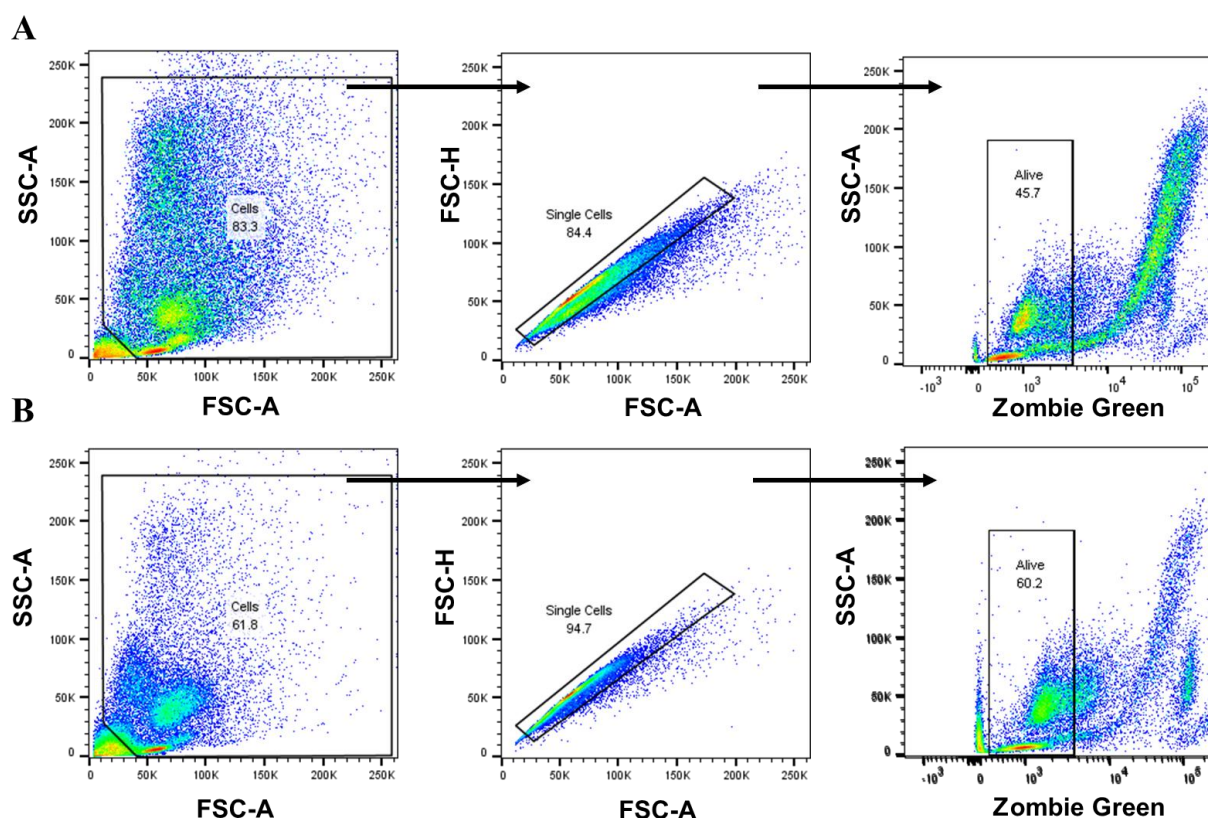 A
SSC-A
250K
200K
150K
100K
50K
0
Cells
83.3
0 50K 100K 150K 200K 250K
FSC-A
FSC-H
250K
200K
150K
100K
50K
0
Single Cells
84.4
0 50K 100K 150K 200K 250K
FSC-A
SSC-A
250K
200K
150K
100K
50K
0
Alive
45.7
-10³ 0 10³ 10⁴ 10⁵
Zombie Green
B
SSC-A
250K
200K
150K
100K
50K
0
Cells
61.8
0 50K 100K 150K 200K 250K
FSC-A
FSC-H
250K
200K
150K
100K
50K
0
Single Cells
94.7
0 50K 100K 150K 200K 250K
FSC-A
SSC-A
250K
200K
150K
100K
50K
0
Alive
60.2
-10³ 0 10³ 10⁴ 10⁵
Zombie Green